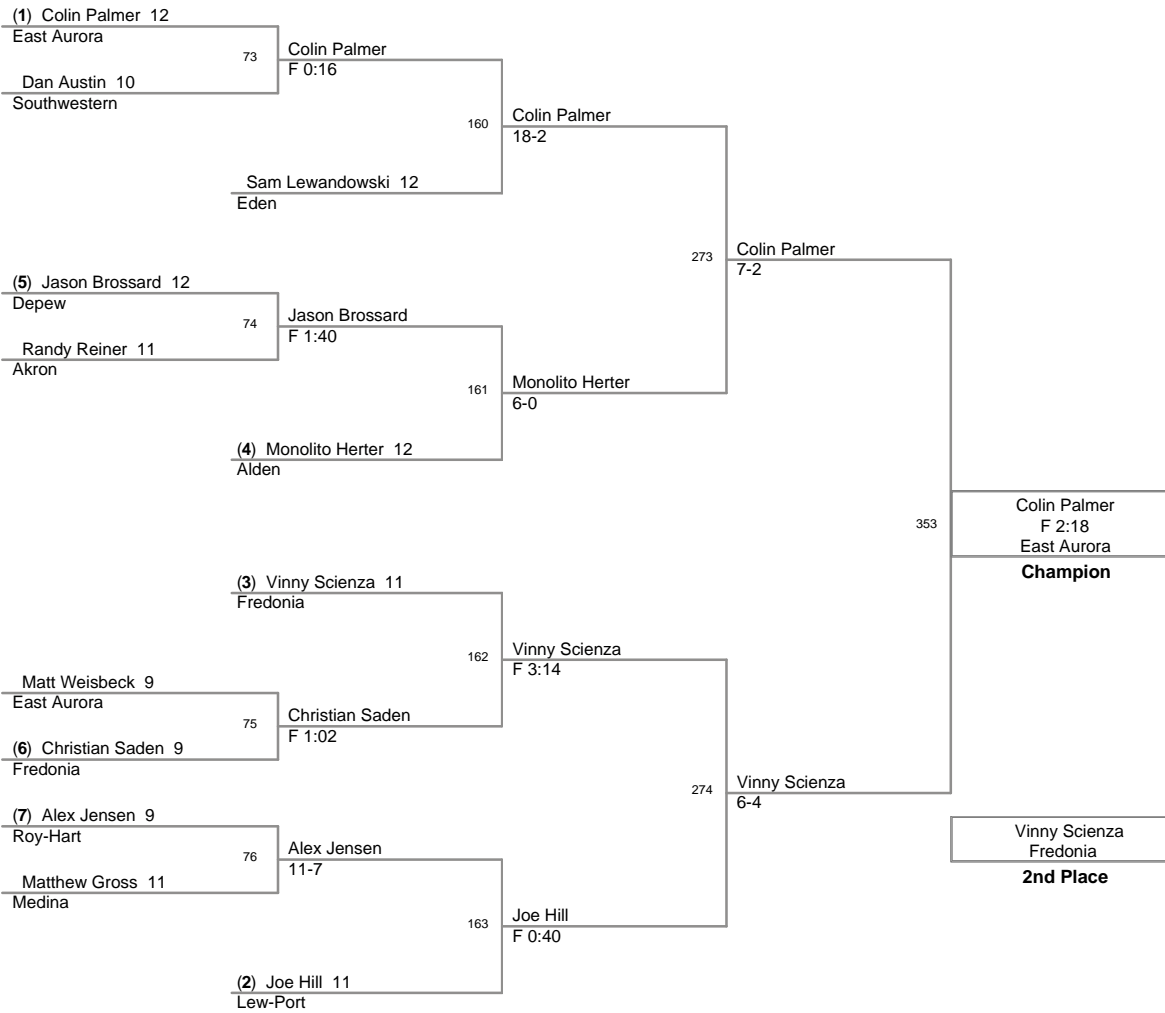 (1) Colin Palmer 12
East Aurora
73
Dan Austin 10
Southwestern
Colin Palmer
F 0:16
160
Sam Lewandowski 12
Eden
Colin Palmer
18-2
(5) Jason Brossard 12
Depew
74
Randy Reiner 11
Akron
Jason Brossard
F 1:40
161
(4) Monolito Herter 12
Alden
Monolito Herter
6-0
273
Colin Palmer
7-2
(3) Vinny Scienza 11
Fredonia
162
Matt Weisbeck 9
East Aurora
75
(6) Christian Saden 9
Fredonia
Christian Saden
F 1:02
Vinny Scienza
F 3:14
(7) Alex Jensen 9
Roy-Hart
76
Matthew Gross 11
Medina
Alex Jensen
11-7
163
(2) Joe Hill 11
Lew-Port
Joe Hill
F 0:40
274
Vinny Scienza
6-4
353
Colin Palmer
F 2:18
East Aurora
Champion
Vinny Scienza
Fredonia
2nd Place